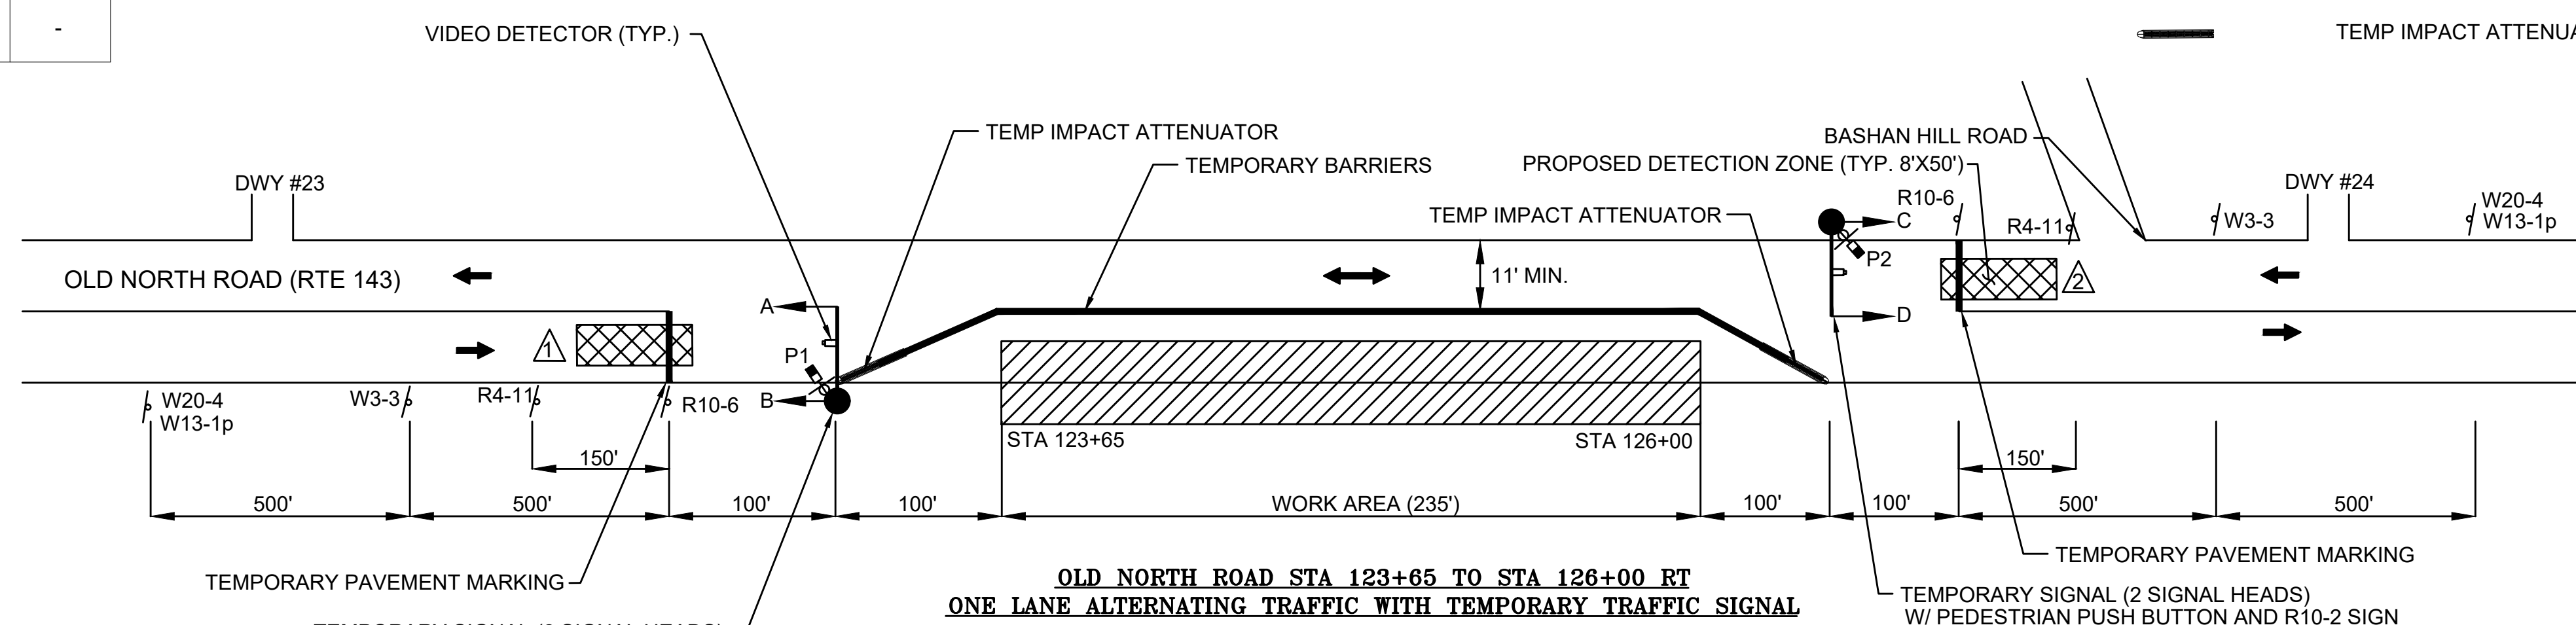 -
VIDEO DETECTOR (TYP.)
TEMP IMPACT
TEMP IMPACT ATTENUATOR
TEMPORARY BARRIERS
BASHAN HILL ROAD
PROPOSED DETECTION ZONE (TYP. 8'X50')
TEMP IMPACT ATTENUATOR
DWY #23
DWY #24
R10-6
C
R4-11
W3-3
W20-4
W13-1p
P2
OLD NORTH ROAD (RTE 143)
11' MIN.
2
A
D
1
P1
W20-4
W13-1p
W3-3
R4-11
R10-6
B
STA 123+65
STA 126+00
150'
150'
500'
500'
100'
100'
WORK AREA (235')
100'
100'
500'
500'
TEMPORARY PAVEMENT MARKING
TEMPORARY PAVEMENT MARKING
OLD NORTH ROAD STA 123+65 TO STA 126+00 RT
ONE LANE ALTERNATING TRAFFIC WITH TEMPORARY TRAFFIC SIGNAL
TEMPORARY SIGNAL (2 SIGNAL HEADS)
W/ PEDESTRIAN PUSH BUTTON AND R10-2 SIGN